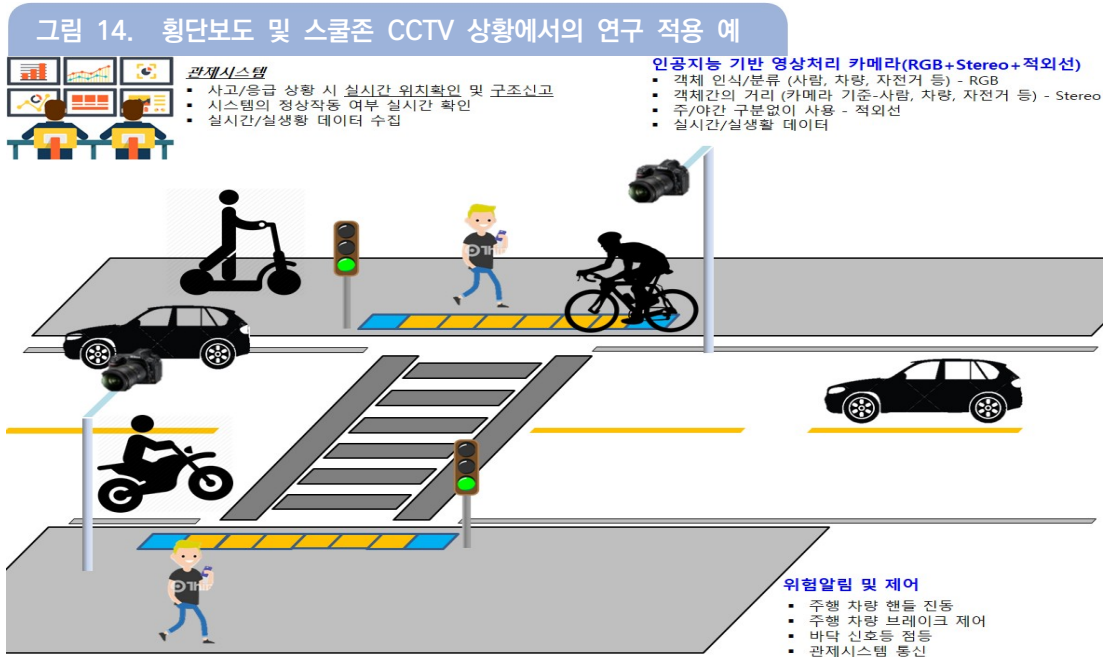 그림 14. 횡단보도 및 스쿨존 CCTV 상황에서의 연구 적용 예
관제시스템
▪ 사고/응급 상황 시 실시간 위치확인 및 구조신고
▪ 시스템의 정상작동 여부 실시간 확인
▪ 실시간/실생황 데이터 수집
인공지능 기반 영상처리 카메라(RGB+Stereo+적외선)
▪ 객체 인식/분류 (사람, 차량, 자전거 등) - RGB
▪ 객체간의 거리 (카메라 기준-사람, 차량, 자전거 등) - Stereo
▪ 주/야간 구분없이 사용 - 적외선
▪ 실시간/실생활 데이터
위험알림 및 제어
▪ 주행 차량 핸들 진동
▪ 주행 차량 브레이크 제어
▪ 바닥 신호등 점등
▪ 관제시스템 통신